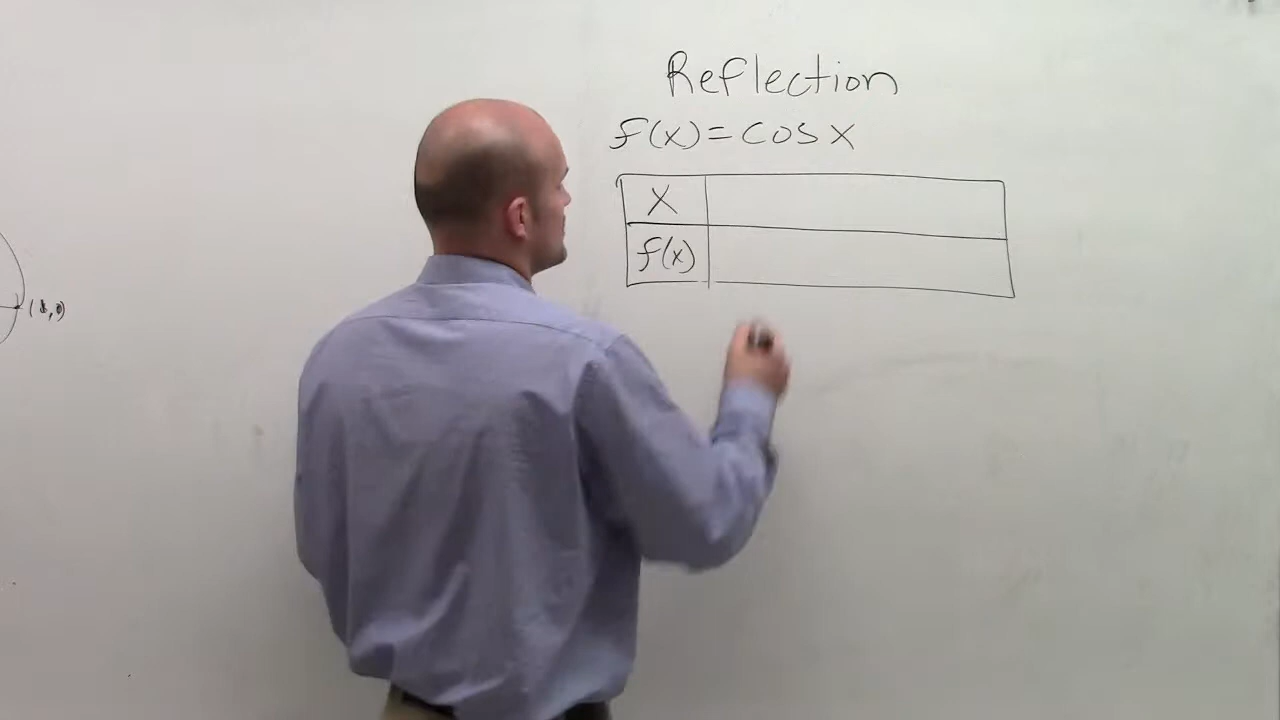 Reflection
f(x) = cos x
x
f(x)